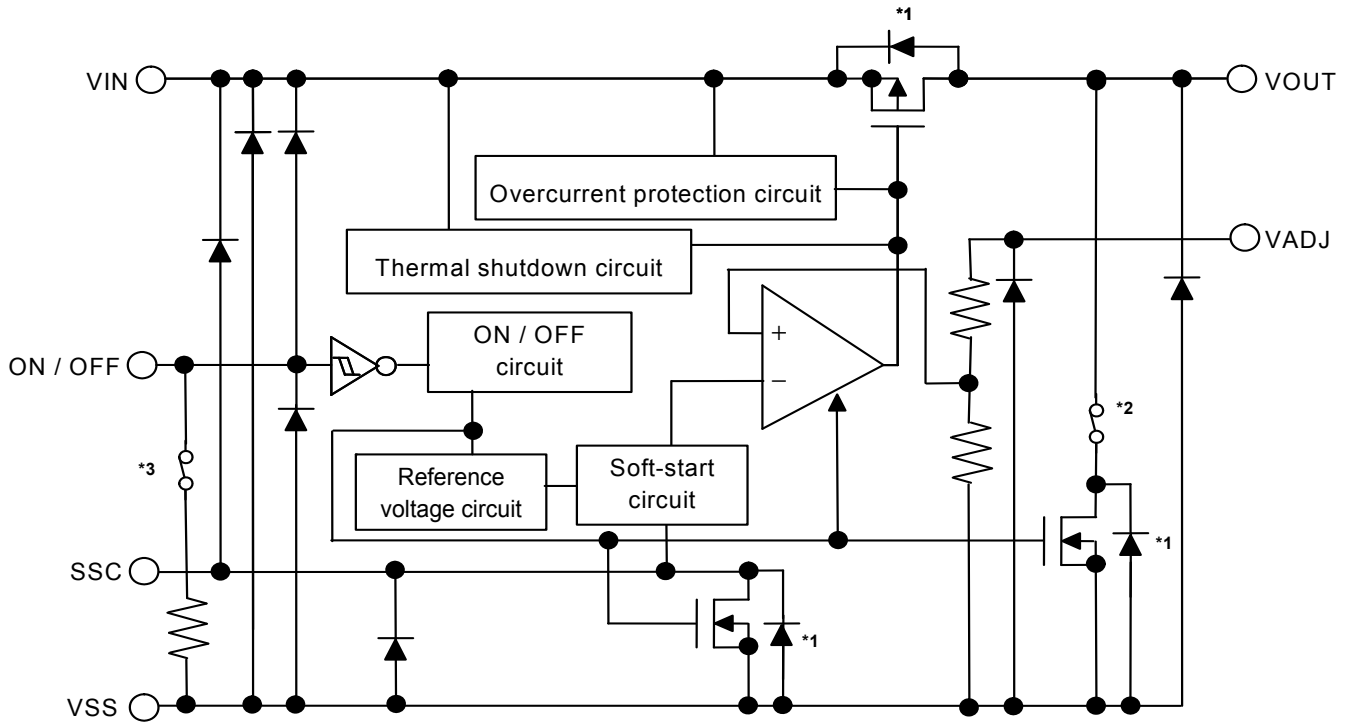 *1
VIN
VOUT
Overcurrent protection circuit
VADJ
Thermal shutdown circuit
+
ON / OFF
circuit
ON / OFF
−
*2
*3
Reference
voltage circuit
Soft-start
circuit
*1
SSC
*1
VSS